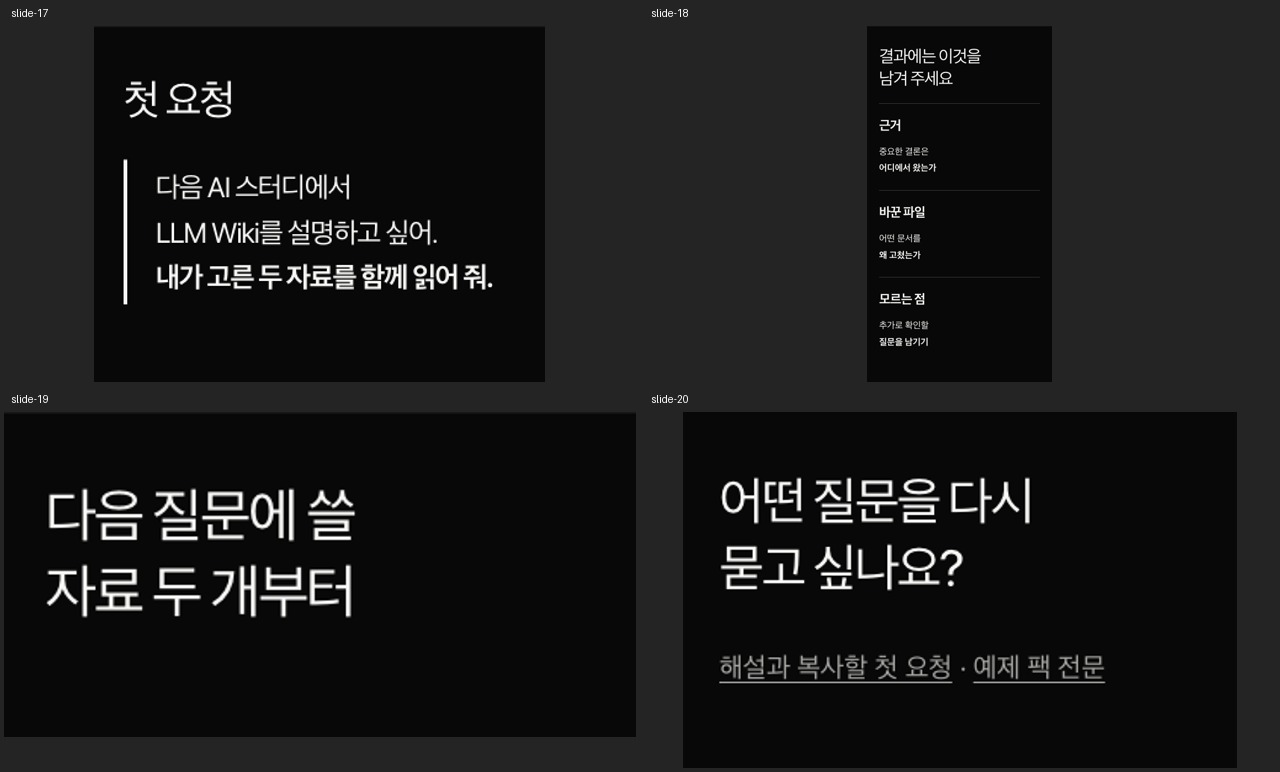 slide-17
첫 요청
다음 AI 스터디에서
LLM Wiki를 설명하고 싶어.
내가 고른 두 자료를 함께 읽어 줘.
slide-18
결과에는 이것을
남겨 주세요
근거
중요한 결론은
어디에서 왔는가
바꾼 파일
어떤 문서를
왜 고쳤는가
모르는 점
추가로 확인할
질문을 남기기
slide-19
다음 질문에 쓸
자료 두 개부터
slide-20
어떤 질문을 다시
묻고 싶나요?
해설과 복사할 첫 요청 · 예제 팩 전문